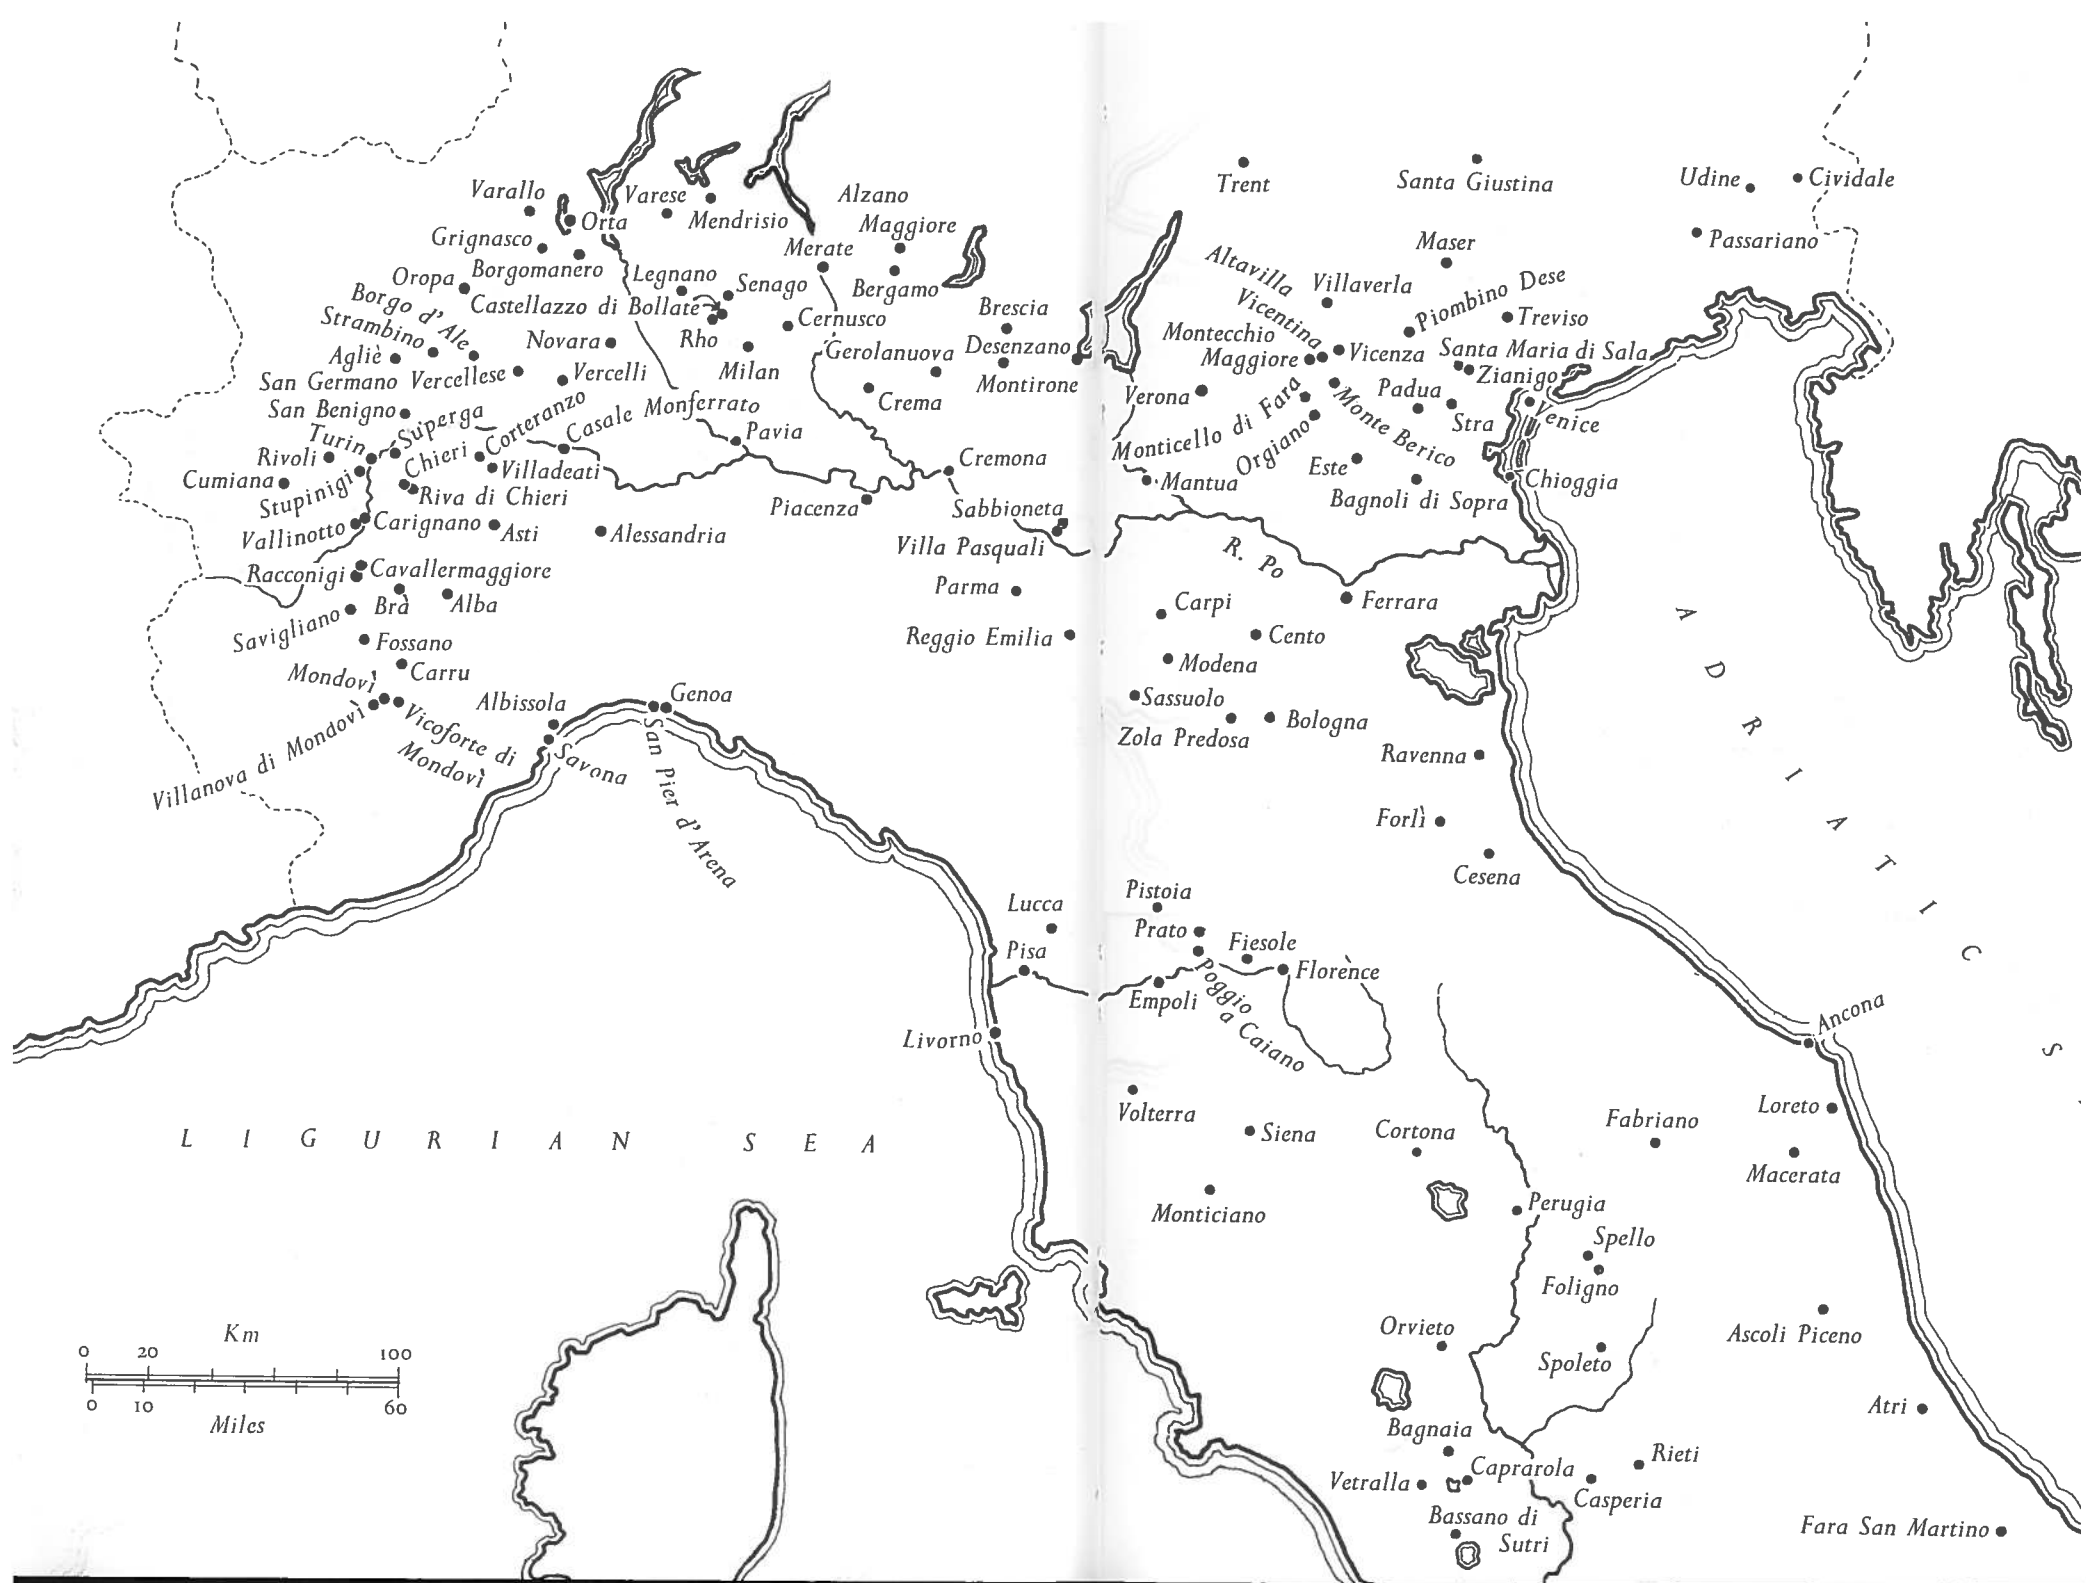 Varallo
Varese
Alzano
Maggiore
Orta
Mendrisio
Grignasco
Merate
Borgomanero
Legnano
Senago
Bergamo
Oropa
Castellazzo di Bollate
Borgo d'Ale
Strambino
Novara
Rho
Cernusco
Brescia
Agliè
Milan
Gerolanuova
Desenzano
San Germano Vercellese
Vercelli
Montirone
San Benigno
Superga
Corteranzo
Casale Monferrato
Crema
Turin
Chieri
Pavia
Rivoli
Villadeati
Cremona
Cumiana
Stupinigi
Riva di Chieri
Piacenza
Sabbioneta
Vallinotto
Carignano
Asti
Alessandria
Villa Pasquali
Racconigi
Cavallermaggiore
Parma
Brà
Alba
Savigliano
Fossano
Reggio Emilia
Carru
Mondovì
Albissola
Genoa
Villanova di Mondovì
Vicoforte di
Mondovì
Savona
San Pier d'Arena
Trent
Santa Giustina
Udine
Cividale
Passariano
Maser
Altavilla
Vicentina
Villaverla
Piombino Dese
Treviso
Montecchio
Maggiore
Vicenza
Santa Maria di Sala
Zianigo
Verona
Padua
Stra
Venice
Monticello di Fara
Monte Berico
Orgiano
Este
Mantua
Bagnoli di Sopra
Chioggia
R. Po
Carpi
Ferrara
Cento
Modena
Sassuolo
Bologna
Zola Predosa
Ravenna
Forlì
Cesena
ADRIATIC S
Lucca
Pistoia
Pisa
Prato
Fiesole
Florence
Empoli
Poggio
a Caiano
Livorno
Ancona
Volterra
Siena
Cortona
Fabriano
Loreto
Macerata
LIGURIAN SEA
Monticiano
Perugia
Spello
Foligno
Orvieto
Spoleto
Ascoli Piceno
Atri
Bagnaia
Vetralla
Caprarola
Rieti
Casperia
Bassano di
Sutri
Fara San Martino
Km
0 20 100
0 10 60
Miles